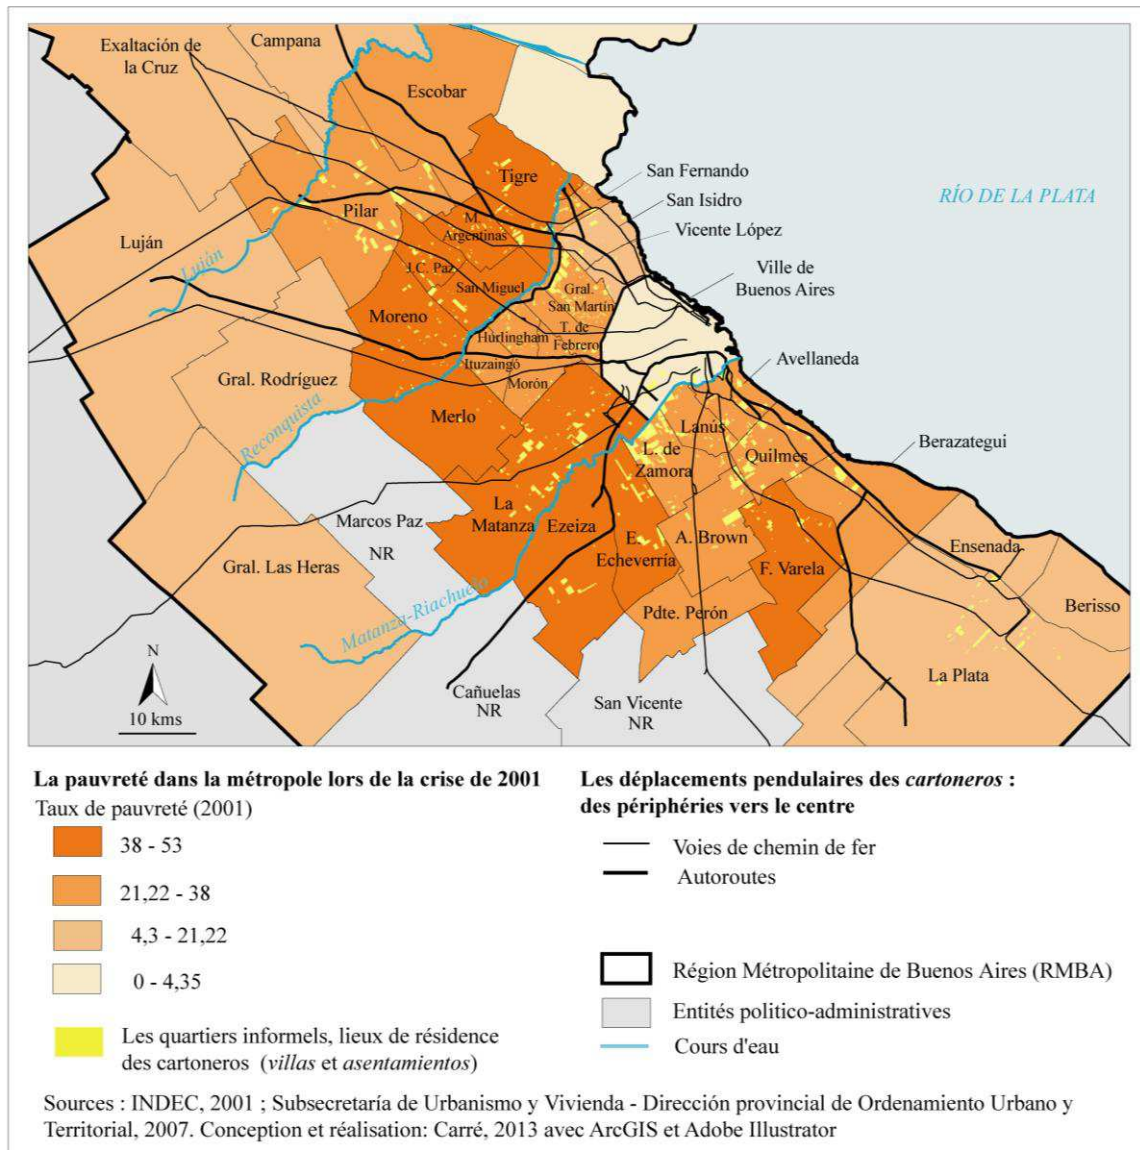 Exaltación de
la Cruz
Campana
Escobar
Tigre
San Fernando
San Isidro
RÍO DE LA PLATA
Pilar
M.
Argentinas
Vicente López
Luján
Luján
J.C. Paz
San Miguel
Gral.
San Martín
Ville de
Buenos Aires
Moreno
Hurlingham
T. de
Febrero
Ituzaingó
Avellaneda
Gral. Rodríguez
Morón
Reconquista
Merlo
Lanús
Berazategui
L. de
Zamora
Quilmes
La
Matanza
Marcos Paz
NR
Ezeiza
E.
Echeverría
A. Brown
Ensenada
Gral. Las Heras
F. Varela
Berisso
Matanza-Riachuelo
Pdte. Perón
La Plata
N
10 kms
Cañuelas
NR
San Vicente
NR
La pauvreté dans la métropole lors de la crise de 2001
Taux de pauvreté (2001)
38 - 53
21,22 - 38
4,3 - 21,22
0 - 4,35
Les quartiers informels, lieux de résidence
des cartoneros (villas et asentamientos)
Les déplacements pendulaires des cartoneros :
des périphéries vers le centre
Voies de chemin de fer
Autoroutes
Région Métropolitaine de Buenos Aires (RMBA)
Entités politico-administratives
Cours d'eau
Sources : INDEC, 2001 ; Subsecretaría de Urbanismo y Vivienda - Dirección provincial de Ordenamiento Urbano y
Territorial, 2007. Conception et réalisation: Carré, 2013 avec ArcGIS et Adobe Illustrator